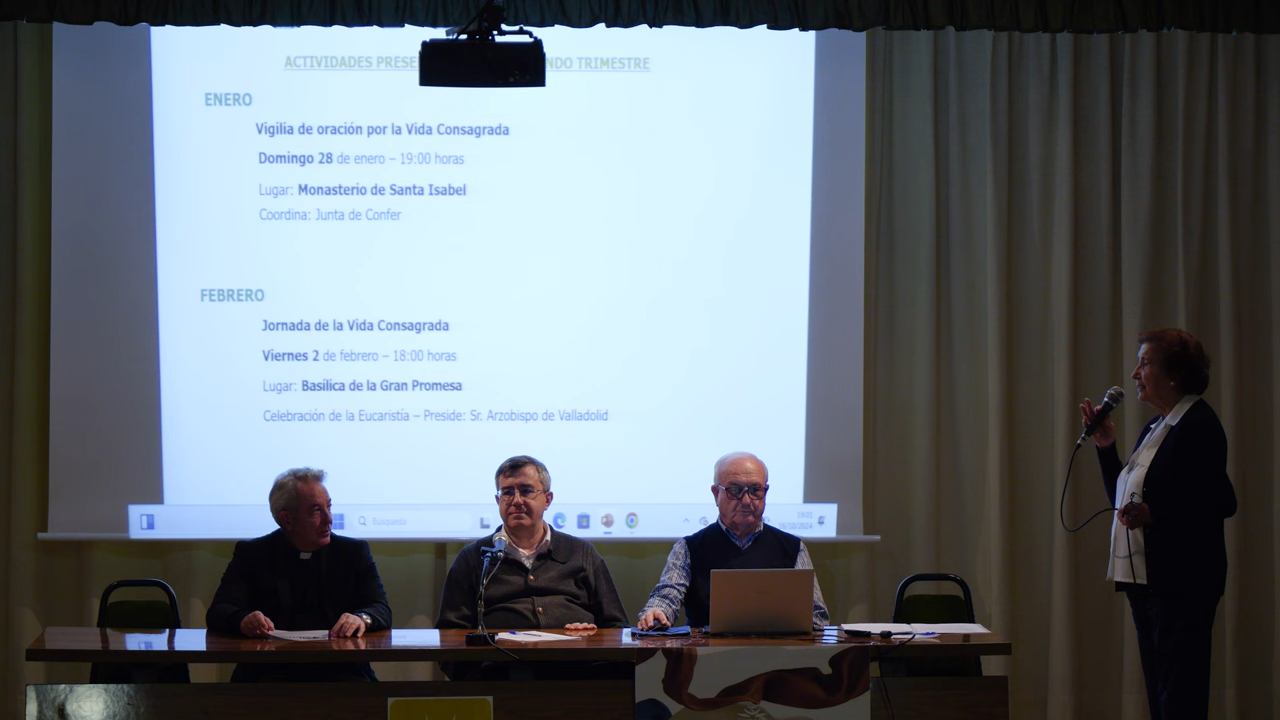 ACTIVIDADES PRESE NDO TRIMESTRE
ENERO
Vigilia de oración por la Vida Consagrada
Domingo 28 de enero – 19:00 horas
Lugar: Monasterio de Santa Isabel
Coordina: Junta de Confer
FEBRERO
Jornada de la Vida Consagrada
Viernes 2 de febrero – 18:00 horas
Lugar: Basílica de la Gran Promesa
Celebración de la Eucaristía – Preside: Sr. Arzobispo de Valladolid
Búsqueda